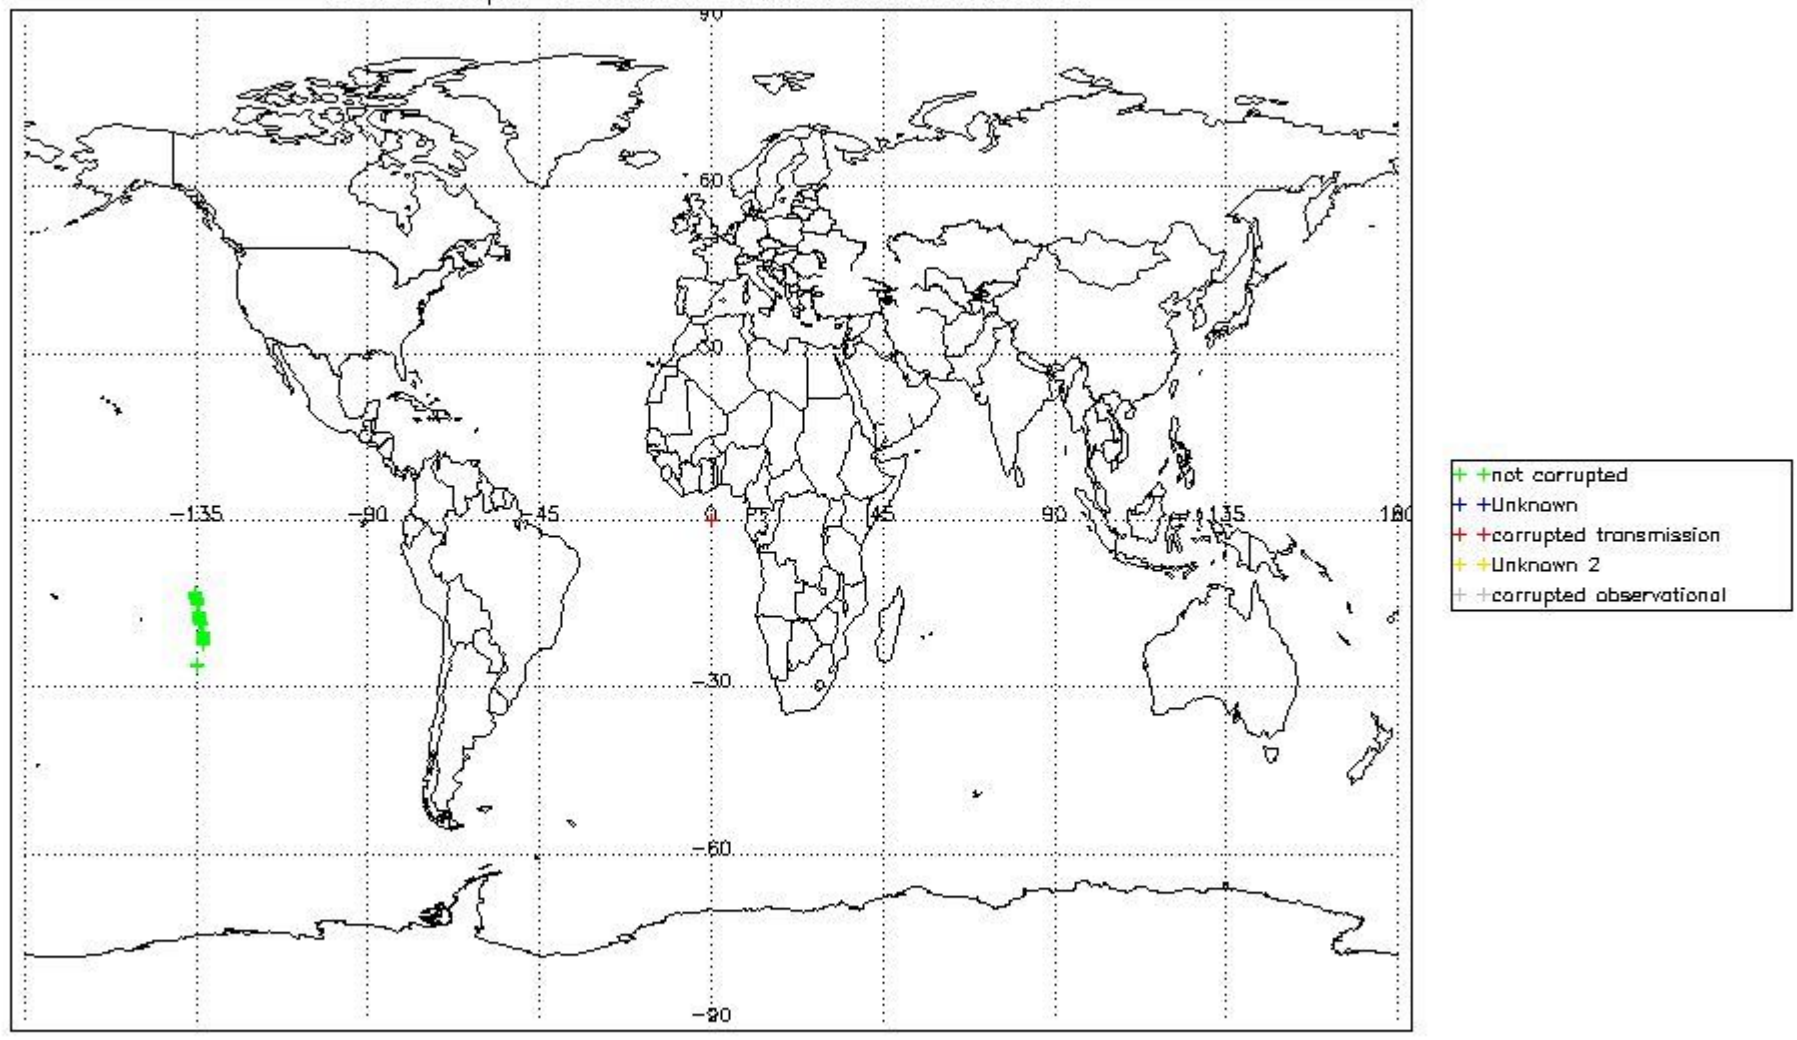 90
60
30
-135
-90
-45
0
45
90
135
180
-30
-60
-90
not corrupted
Unknown
corrupted transmission
Unknown 2
corrupted observational